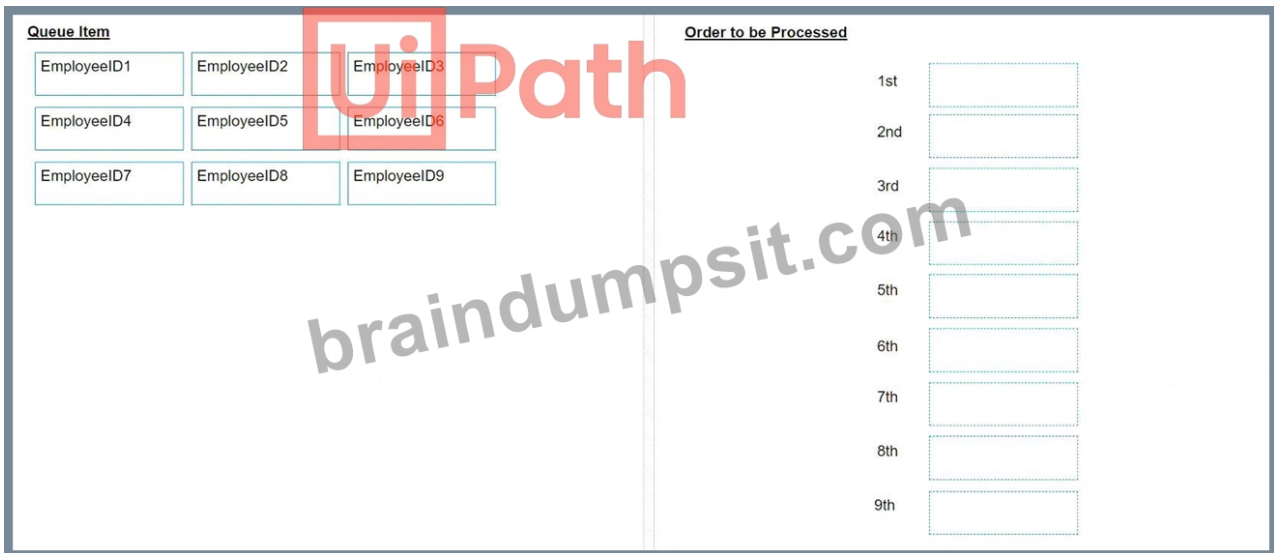 Queue Item
EmployeeID1 EmployeeID2 EmployeeID3
EmployeeID4 EmployeeID5 EmployeeID6
EmployeeID7 EmployeeID8 EmployeeID9
UiPath
braindumpsit.com
Order to be Processed
1st
2nd
3rd
4th
5th
6th
7th
8th
9th